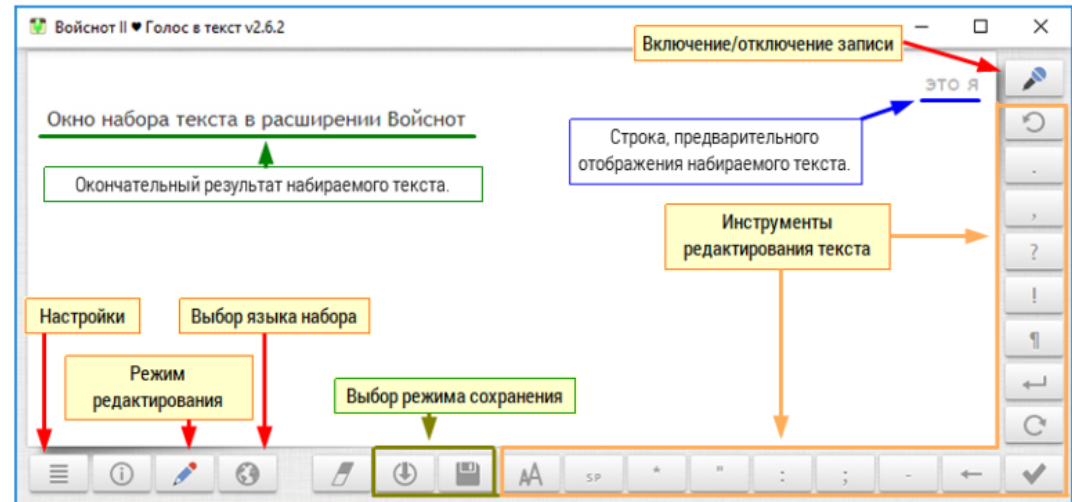 Войснот II ♥ Голос в текст v2.6.2
Включение/отключение записи
это я
Окно набора текста в расширении Войснот
Строка, предварительного
отображения набираемого текста.
Окончательный результат набираемого текста.
.
,
Инструменты
редактирования текста
?
!
Настройки
Выбор языка набора
¶
Режим
редактирования
Выбор режима сохранения
AA
SP
*
"
:
;
-